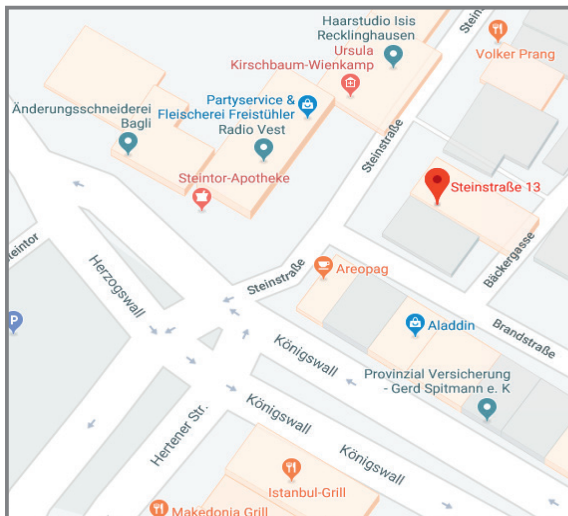 Haarstudio Isis
Recklinghausen
Ursula
Kirschbaum-Wienkamp
Stein
Volker Prang
Partyservice &
Fleischerei Freistühler
Radio Vest
Änderungsschneiderei
Bagli
Steinstraße
Steintor-Apotheke
Steinstraße 13
Steintor
Herzogswall
Steinstraße
Areopag
Bäckergasse
Aladdin
Brandstraße
Königswall
P
Provinzial Versicherung
- Gerd Spitmann e. K
Hertener Str.
Königswall
Königswall
Istanbul-Grill
Makedonia Grill